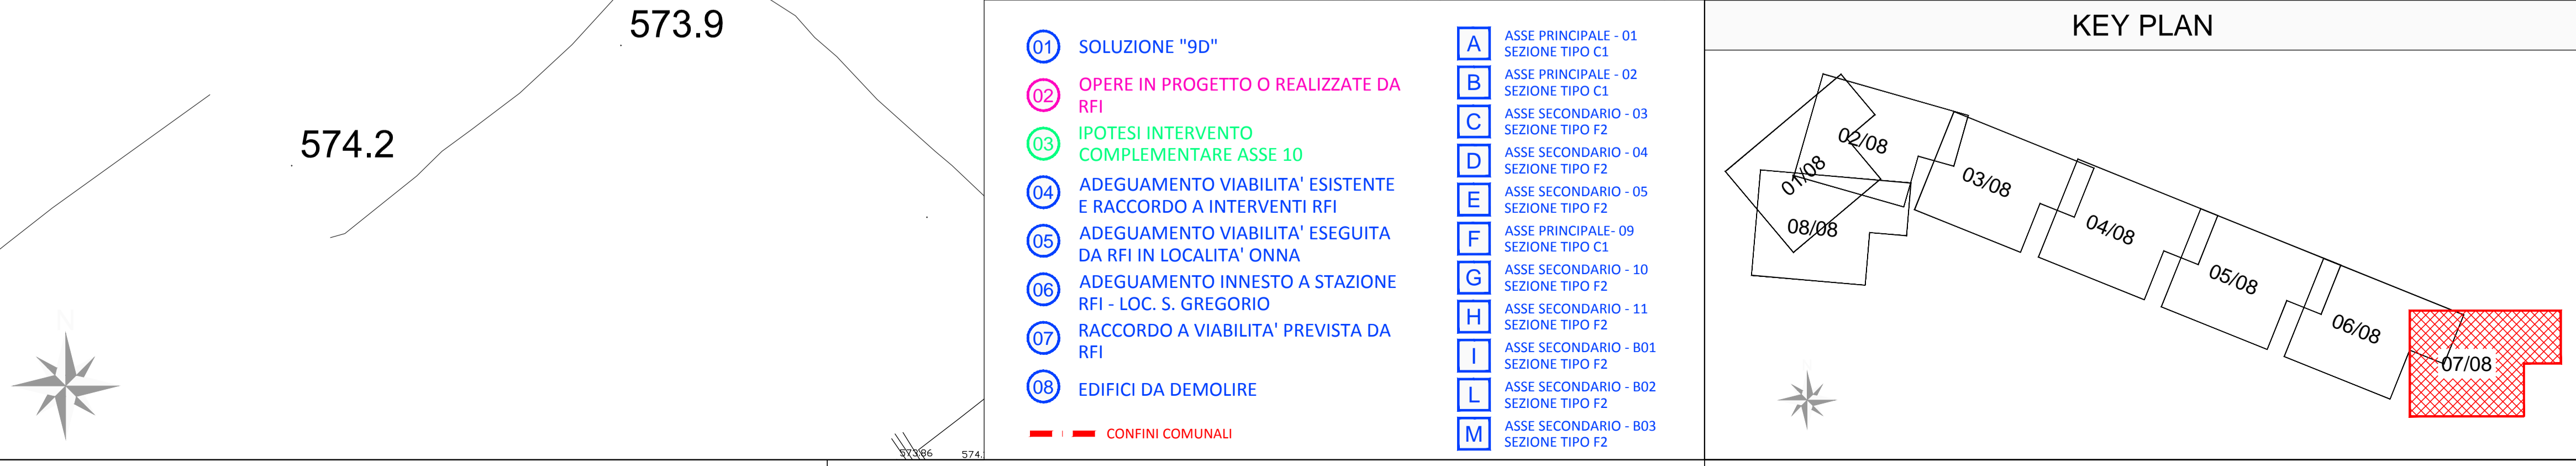 573.9
574.2
N
573.86
574.
01 SOLUZIONE "9D"
02 OPERE IN PROGETTO O REALIZZATE DA
RFI
03 IPOTESI INTERVENTO
COMPLEMENTARE ASSE 10
04 ADEGUAMENTO VIABILITA' ESISTENTE
E RACCORDO A INTERVENTI RFI
05 ADEGUAMENTO VIABILITA' ESEGUITA
DA RFI IN LOCALITA' ONNA
06 ADEGUAMENTO INNESTO A STAZIONE
RFI - LOC. S. GREGORIO
07 RACCORDO A VIABILITA' PREVISTA DA
RFI
08 EDIFICI DA DEMOLIRE
CONFINI COMUNALI
A ASSE PRINCIPALE - 01
SEZIONE TIPO C1
B ASSE PRINCIPALE - 02
SEZIONE TIPO C1
C ASSE SECONDARIO - 03
SEZIONE TIPO F2
D ASSE SECONDARIO - 04
SEZIONE TIPO F2
E ASSE SECONDARIO - 05
SEZIONE TIPO F2
F ASSE PRINCIPALE- 09
SEZIONE TIPO C1
G ASSE SECONDARIO - 10
SEZIONE TIPO F2
H ASSE SECONDARIO - 11
SEZIONE TIPO F2
I ASSE SECONDARIO - B01
SEZIONE TIPO F2
L ASSE SECONDARIO - B02
SEZIONE TIPO F2
M ASSE SECONDARIO - B03
SEZIONE TIPO F2
KEY PLAN
02/08
01/08
08/08
03/08
04/08
05/08
06/08
07/08